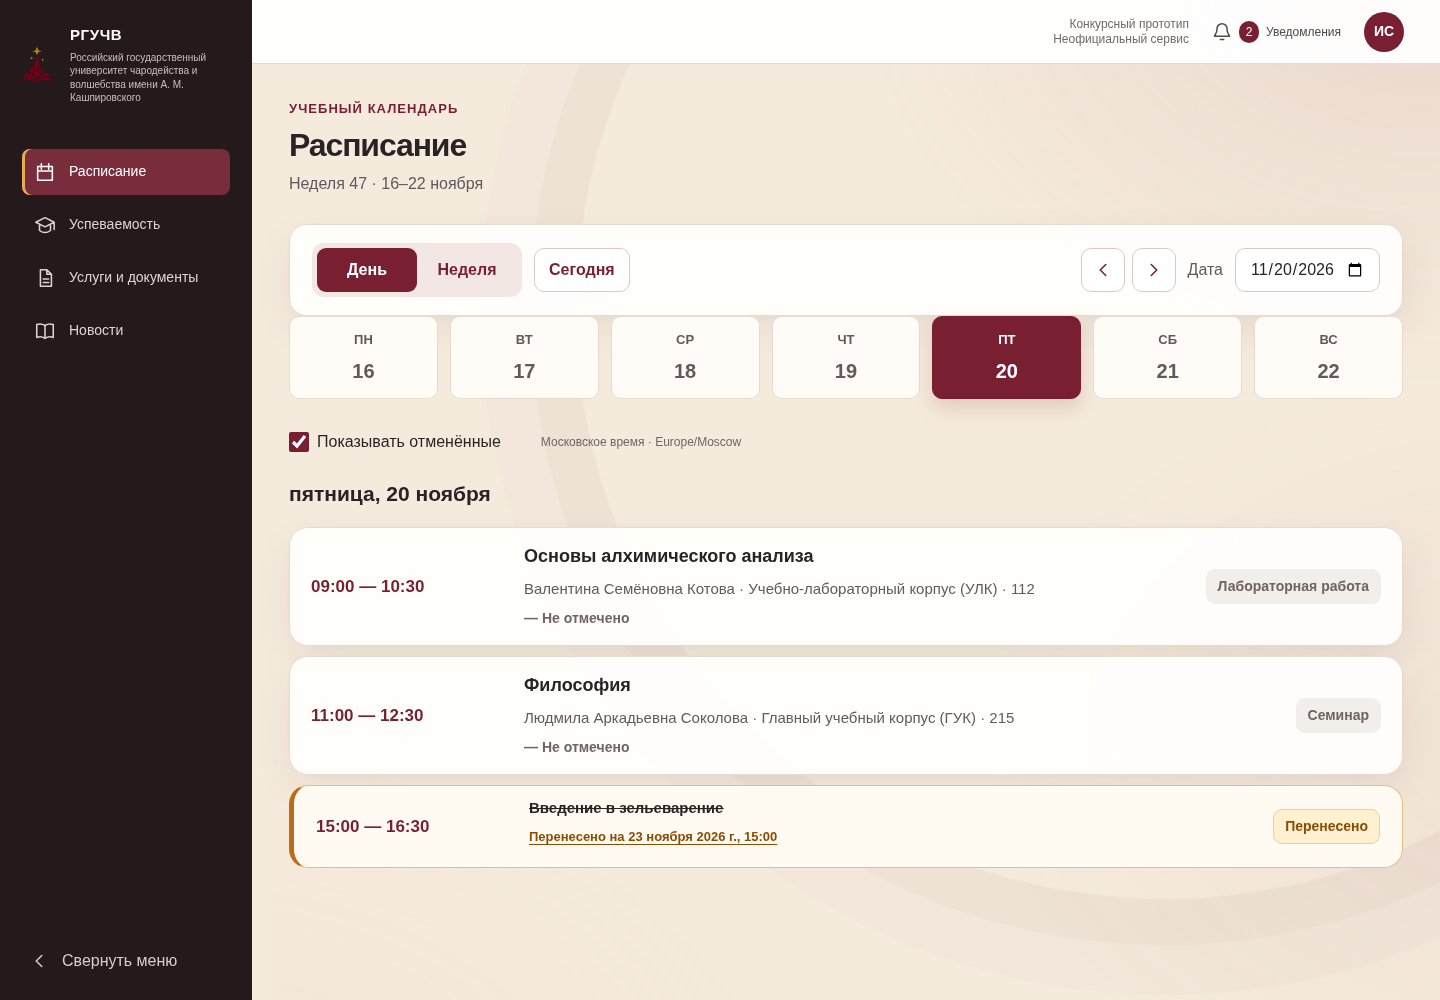 РГУЧВ
Российский государственный
университет чародейства и
волшебства имени А. М.
Кашпировского
Расписание
Успеваемость
Услуги и документы
Новости
Свернуть меню
Конкурсный прототип
Неофициальный сервис
2
Уведомления
ИС
УЧЕБНЫЙ КАЛЕНДАРЬ
Расписание
Неделя 47 · 16–22 ноября
День
Неделя
Сегодня
Дата
11/20/2026
ПН
16
ВТ
17
СР
18
ЧТ
19
ПТ
20
СБ
21
ВС
22
Показывать отменённые
Московское время · Europe/Moscow
пятница, 20 ноября
09:00 — 10:30
Основы алхимического анализа
Валентина Семёновна Котова · Учебно-лабораторный корпус (УЛК) · 112
— Не отмечено
Лабораторная работа
11:00 — 12:30
Философия
Людмила Аркадьевна Соколова · Главный учебный корпус (ГУК) · 215
— Не отмечено
Семинар
15:00 — 16:30
Введение в зельеварение
Перенесено на 23 ноября 2026 г., 15:00
Перенесено